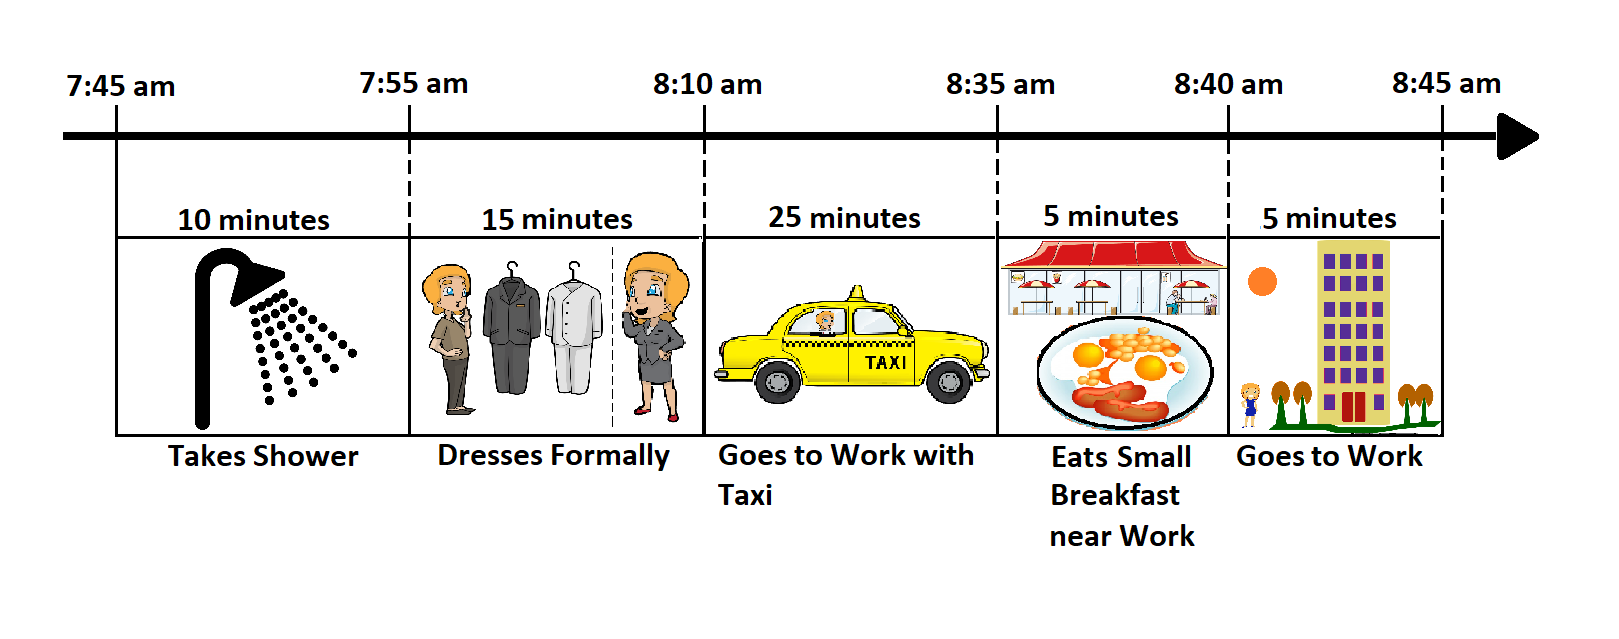 7:45 am 7:55 am 8:10 am 8:35 am 8:40 am 8:45 am
10 minutes 15 minutes 25 minutes 5 minutes 5 minutes
TAXI
Takes Shower
Dresses Formally
Goes to Work with
Taxi
Eats Small
Breakfast
near Work
Goes to Work